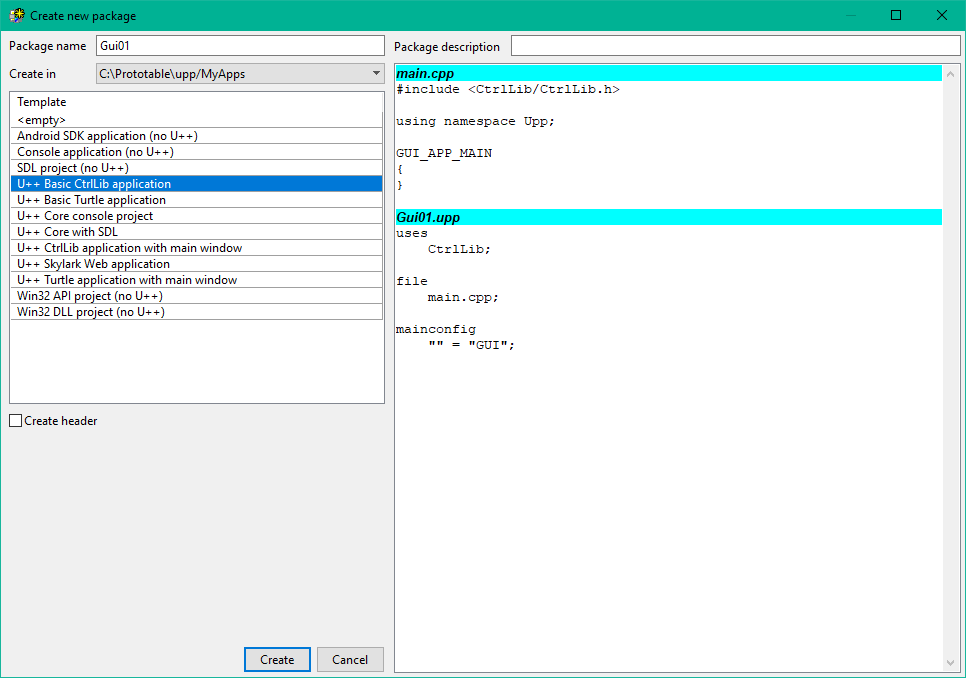 Create new package
Package name Gui01
Package description
Create in C:\Prototable\upp/MyApps
Template
<empty>
Android SDK application (no U++)
Console application (no U++)
SDL project (no U++)
U++ Basic CtrlLib application
U++ Basic Turtle application
U++ Core console project
U++ Core with SDL
U++ CtrlLib application with main window
U++ Skylark Web application
U++ Turtle application with main window
Win32 API project (no U++)
Win32 DLL project (no U++)
Create header
Create
Cancel
main.cpp
#include <CtrlLib/CtrlLib.h>
using namespace Upp;
GUI_APP_MAIN
{
}
Gui01.upp
uses
CtrlLib;
file
main.cpp;
mainconfig
"" = "GUI";